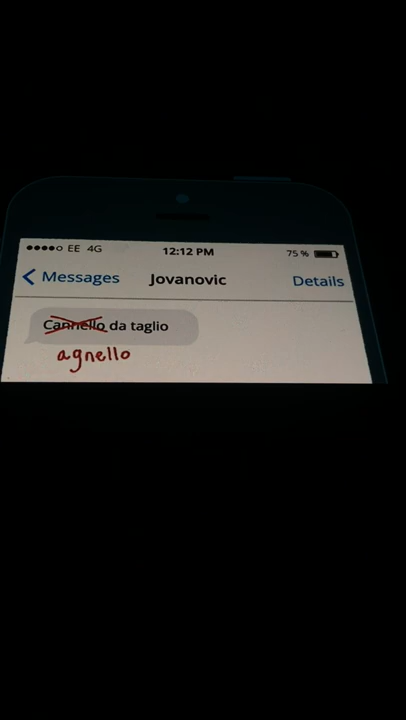 EE 4G 12:12 PM 75 %
Messages Jovanovic Details
Cannello da taglio
agnello